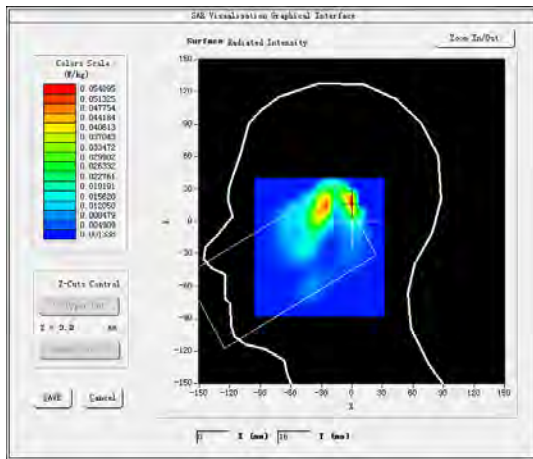 SAR Visualisation Graphical Interface
Surface Radiated Intensity
Zoom In/Out
Colors Scale
(W/kg)
0.054895
0.051325
0.047754
0.044184
0.040613
0.037043
0.033472
0.029902
0.026332
0.022761
0.019191
0.015620
0.012050
0.008479
0.004909
0.001338
150
120
90
60
30
0
-30
-60
-90
-120
-150
-150 -120 -90 -60 -30 0 30 60 90 120 150
X
Z-Cuts Control
mm
SAVE
Cancel
0 X (mm) 16 Y (mm)